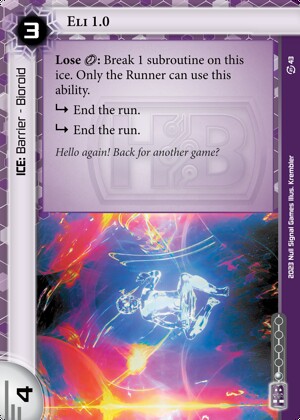 3
Eli 1.0
Lose : Break 1 subroutine on this
ice. Only the Runner can use this
ability.
↳ End the run.
↳ End the run.
Hello again! Back for another game?
ICE: Barrier - Bioroid
HB
43
2023 Null Signal Games Illus. Krembler
4